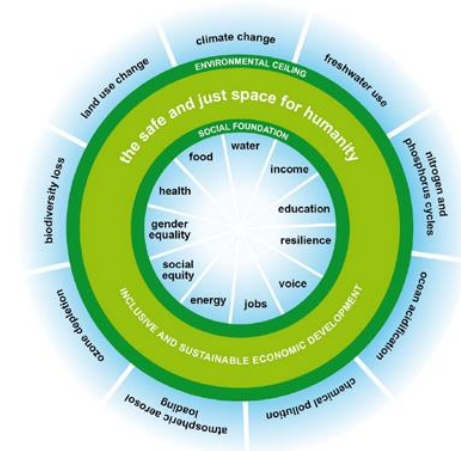 climate change
freshwater use
nitrogen and
phosphorus cycles
ocean acidification
chemical pollution
atmospheric aerosol
loading
ozone depletion
biodiversity loss
land use change
ENVIRONMENTAL CEILING
the safe and just space for humanity
SOCIAL FOUNDATION
water
income
education
resilience
voice
jobs
energy
social
equity
gender
equality
health
food
INCLUSIVE AND SUSTAINABLE ECONOMIC DEVELOPMENT